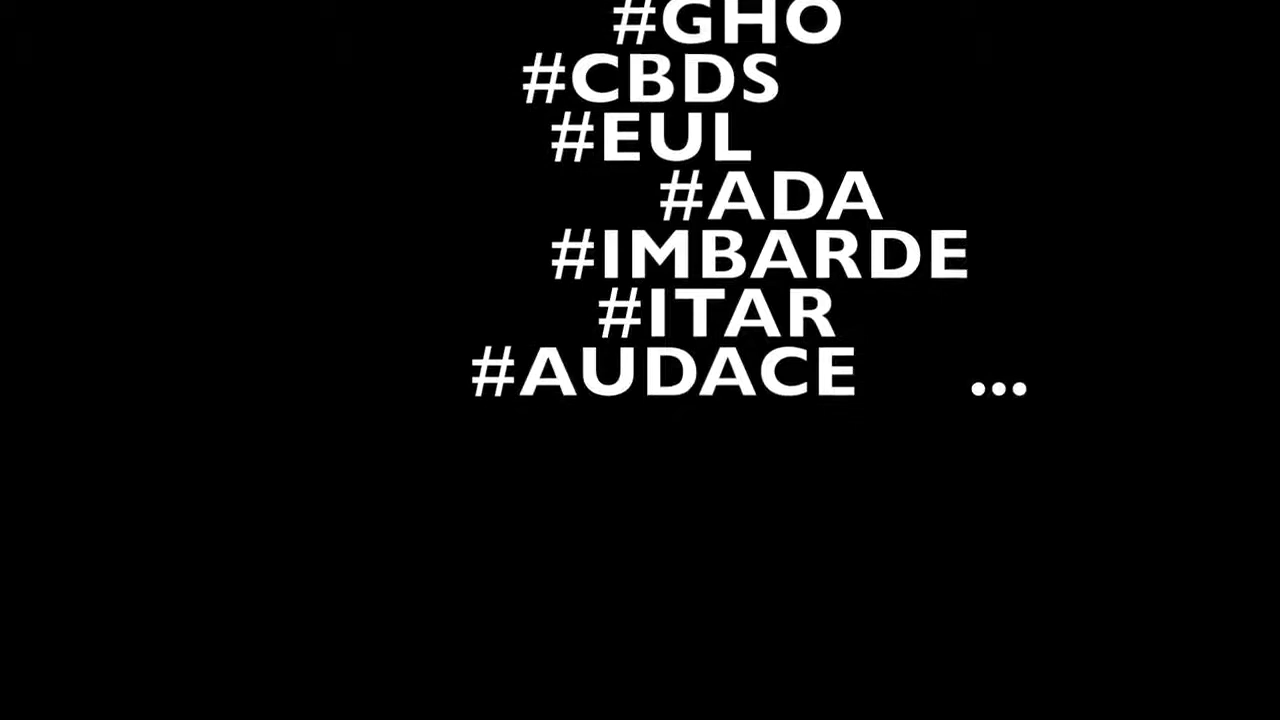 #GHO
#CBDS
#EUL
#ADA
#IMBARDE
#ITAR
#AUDACE ...